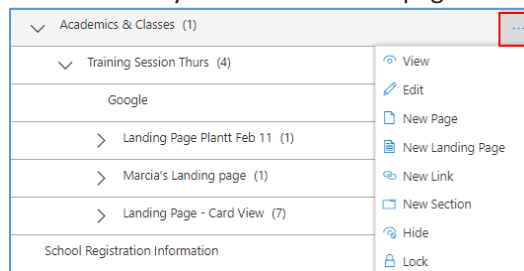 Academics & Classes (1)
...
Training Session Thurs (4)
View
Edit
Google
New Page
Landing Page Plantt Feb 11 (1)
New Landing Page
Marcia's Landing page (1)
New Link
New Section
Landing Page - Card View (7)
Hide
School Registration Information
Lock